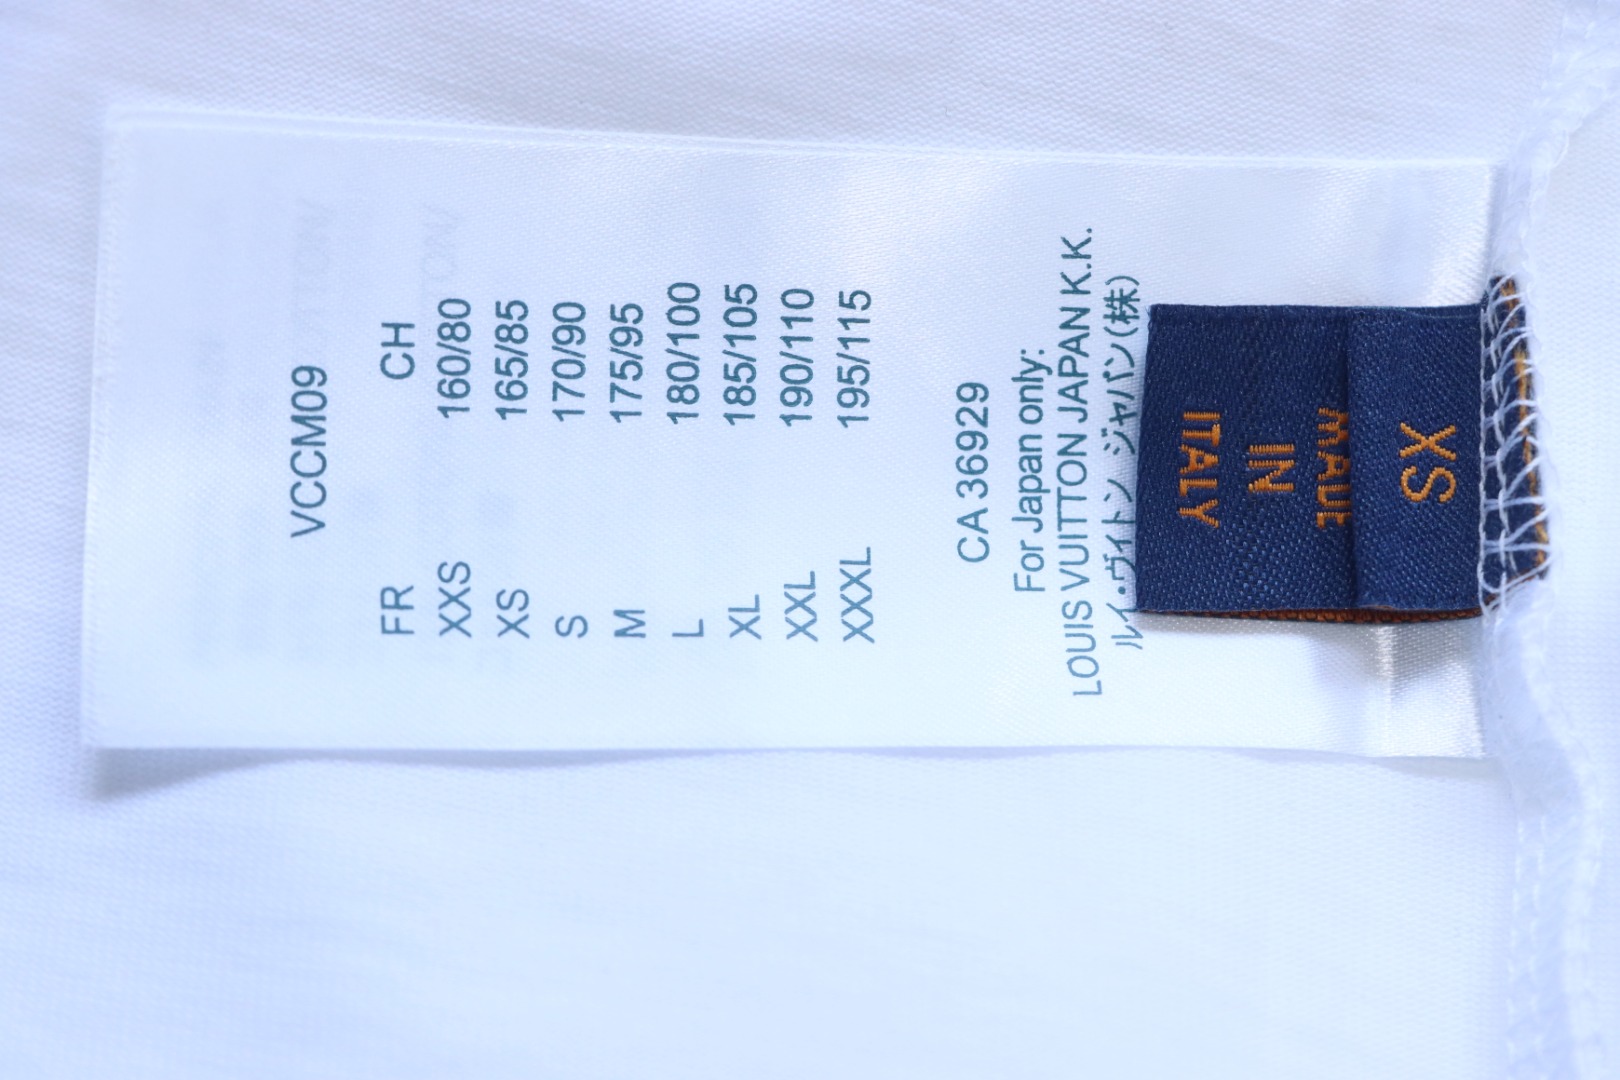 VCCM09
FR CH
XXS 160/80
XS 165/85
S 170/90
M 175/95
L 180/100
XL 185/105
XXL 190/110
XXXL 195/115
CA 36929
For Japan only:
LOUIS VUITTON JAPAN K.K.
ルイ・ヴィトン ジャパン(株)
XS
MADE
IN
ITALY